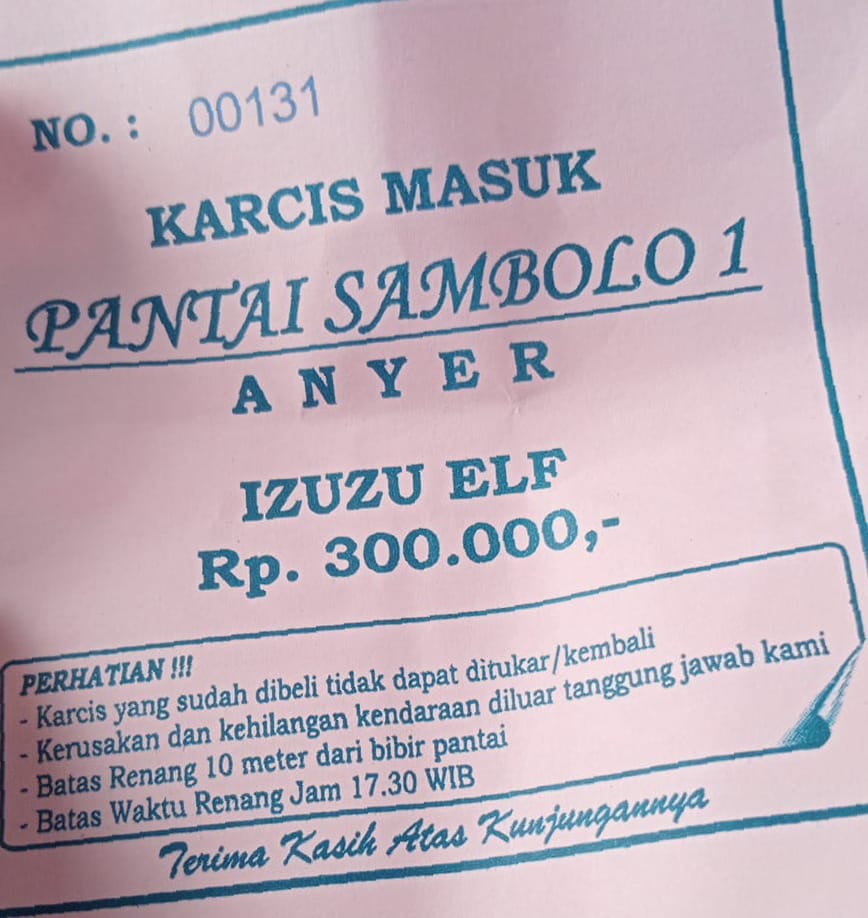 NO. : 00131
KARCIS MASUK
PANTAI SAMBOLO 1
ANYER
IZUZU ELF
Rp. 300.000,-
PERHATIAN !!!
- Karcis yang sudah dibeli tidak dapat ditukar/kembali
- Kerusakan dan kehilangan kendaraan diluar tanggung jawab kami
- Batas Renang 10 meter dari bibir pantai
- Batas Waktu Renang Jam 17.30 WIB
Terima Kasih Atas Kunjungannya